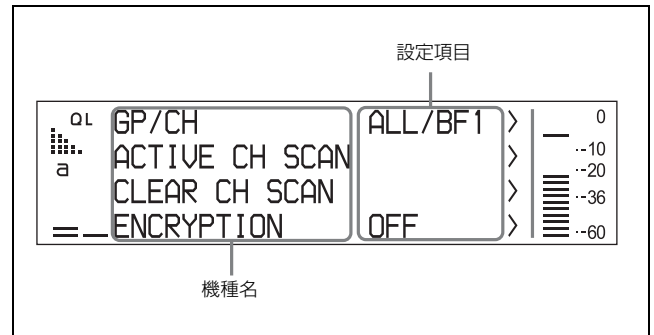 設定項目
QL GP/CH ALL/BF1 > 0
a ACTIVE CH SCAN > -10
-20
CLEAR CH SCAN > -36
ENCRYPTION OFF > -60
機種名